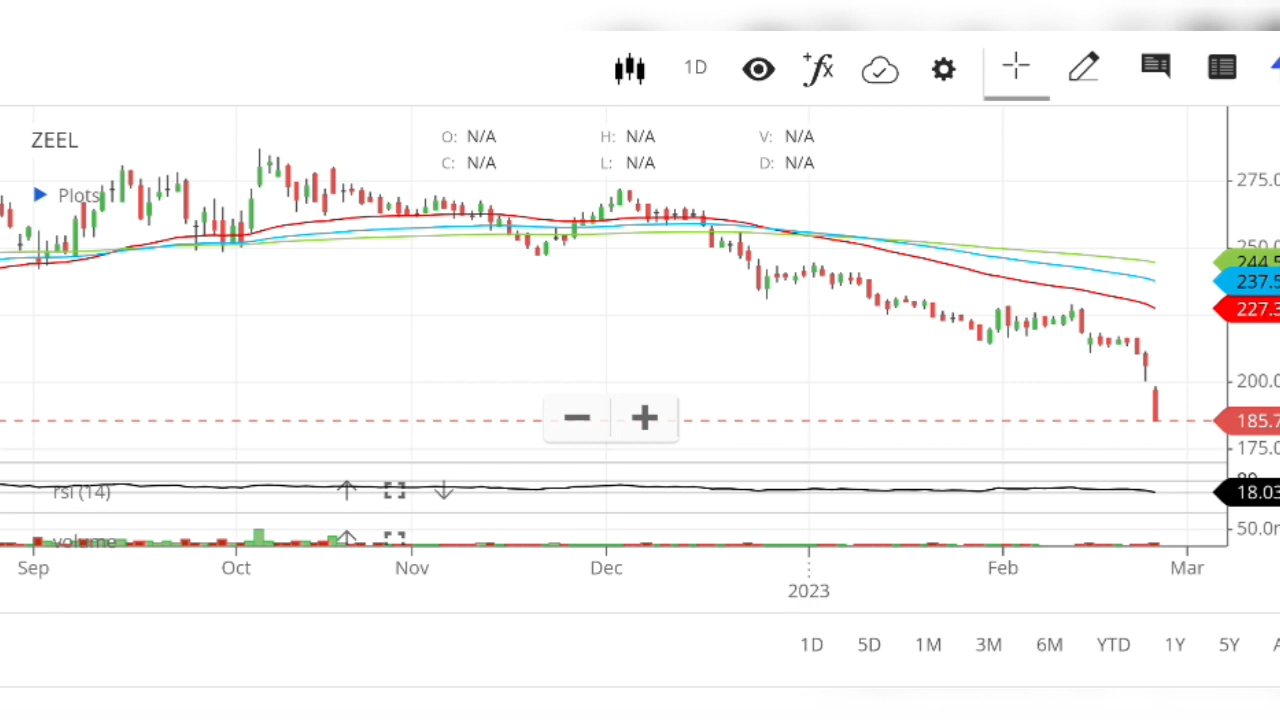 1D
ZEEL
O: N/A H: N/A V: N/A
C: N/A L: N/A D: N/A
Plots
275.0
250.0
244.5
237.5
227.3
200.0
185.7
175.0
rsi (14)
18.03
volume
50.0
Sep Oct Nov Dec Feb Mar
2023
1D 5D 1M 3M 6M YTD 1Y 5Y